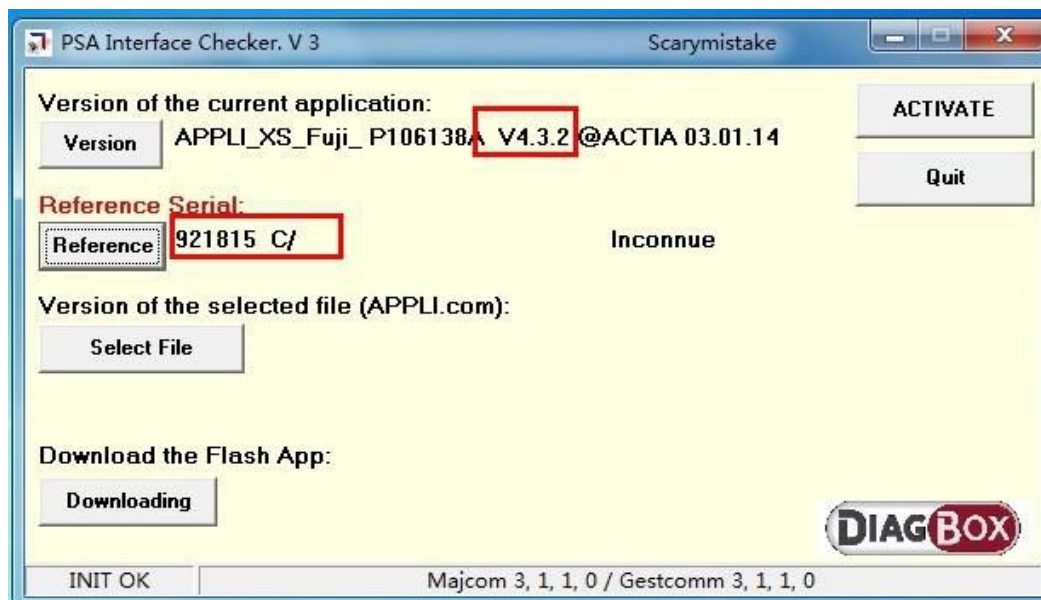 PSA Interface Checker. V 3 Scarymistake
Version of the current application:
ACTIVATE
Version APPLI_XS_Fuji_ P106138A V4.3.2 @ACTIA 03.01.14
Quit
Reference Serial:
Reference 921815 C/ Inconnue
Version of the selected file (APPLI.com):
Select File
Download the Flash App:
Downloading
DIAGBOX
INIT OK Majcom 3, 1, 1, 0 / Gestcomm 3, 1, 1, 0